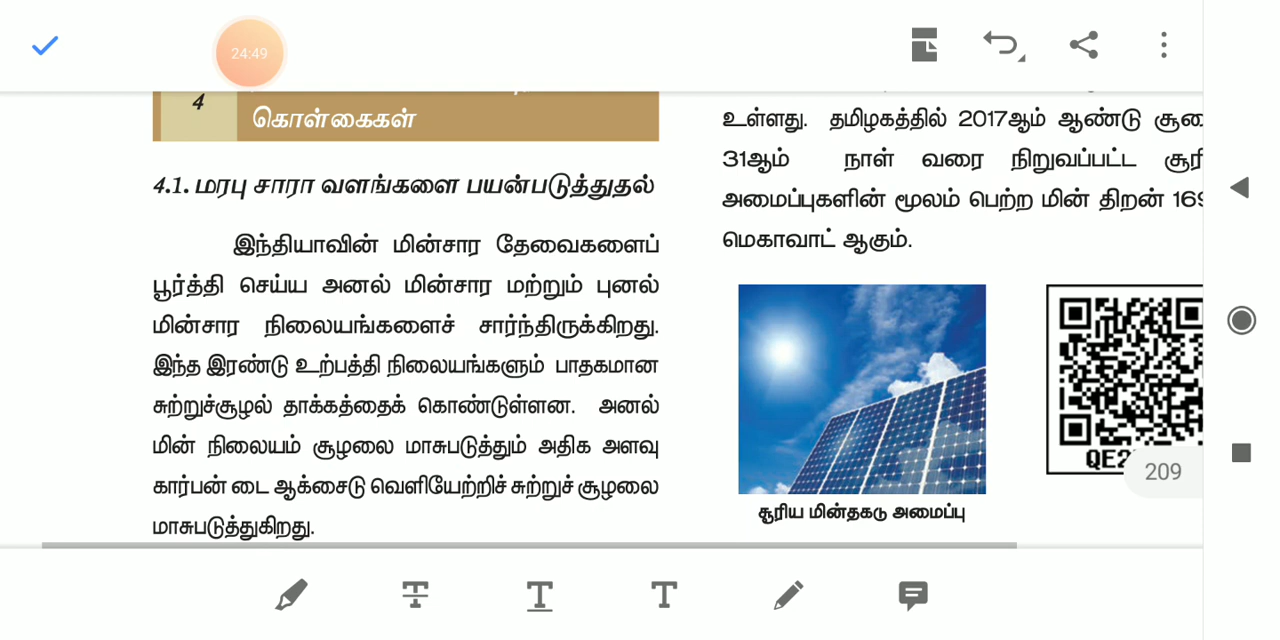 24:49
4
கொள்கைகள்
4.1. மரபு சாரா வளங்களை பயன்படுத்துதல்
இந்தியாவின் மின்சார தேவைகளைப்
பூர்த்தி செய்ய அனல் மின்சார மற்றும் புனல்
மின்சார நிலையங்களைச் சார்ந்திருக்கிறது.
இந்த இரண்டு உற்பத்தி நிலையங்களும் பாதகமான
சுற்றுச்சூழல் தாக்கத்தைக் கொண்டுள்ளன. அனல்
மின் நிலையம் சூழலை மாசுபடுத்தும் அதிக அளவு
கார்பன் டை ஆக்சைடு வெளியேற்றிச் சுற்றுச் சூழலை
மாசுபடுத்துகிறது.
உள்ளது. தமிழகத்தில் 2017ஆம் ஆண்டு
31ஆம் நாள் வரை நிறுவப்பட்ட
அமைப்புகளின் மூலம் பெற்ற மின் திறன் 169
மெகாவாட் ஆகும்.
சூரிய மின்தகடு அமைப்பு
209